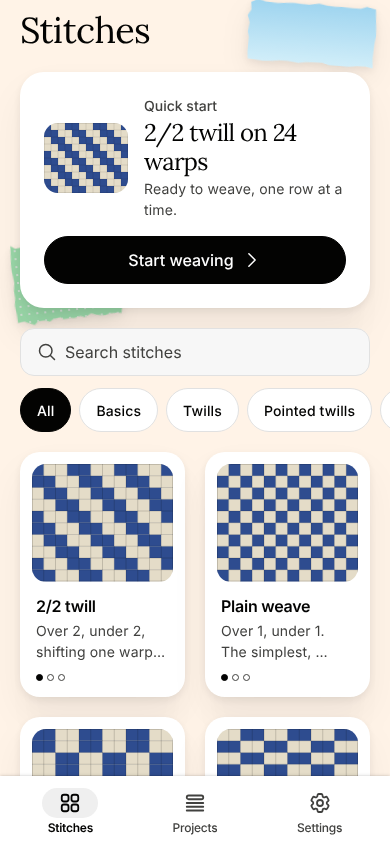 Stitches
Quick start
2/2 twill on 24
warps
Ready to weave, one row at a
time.
Start weaving
Search stitches
All
Basics
Twills
Pointed twills
2/2 twill
Over 2, under 2,
shifting one warp…
Plain weave
Over 1, under 1.
The simplest, …
Stitches
Projects
Settings